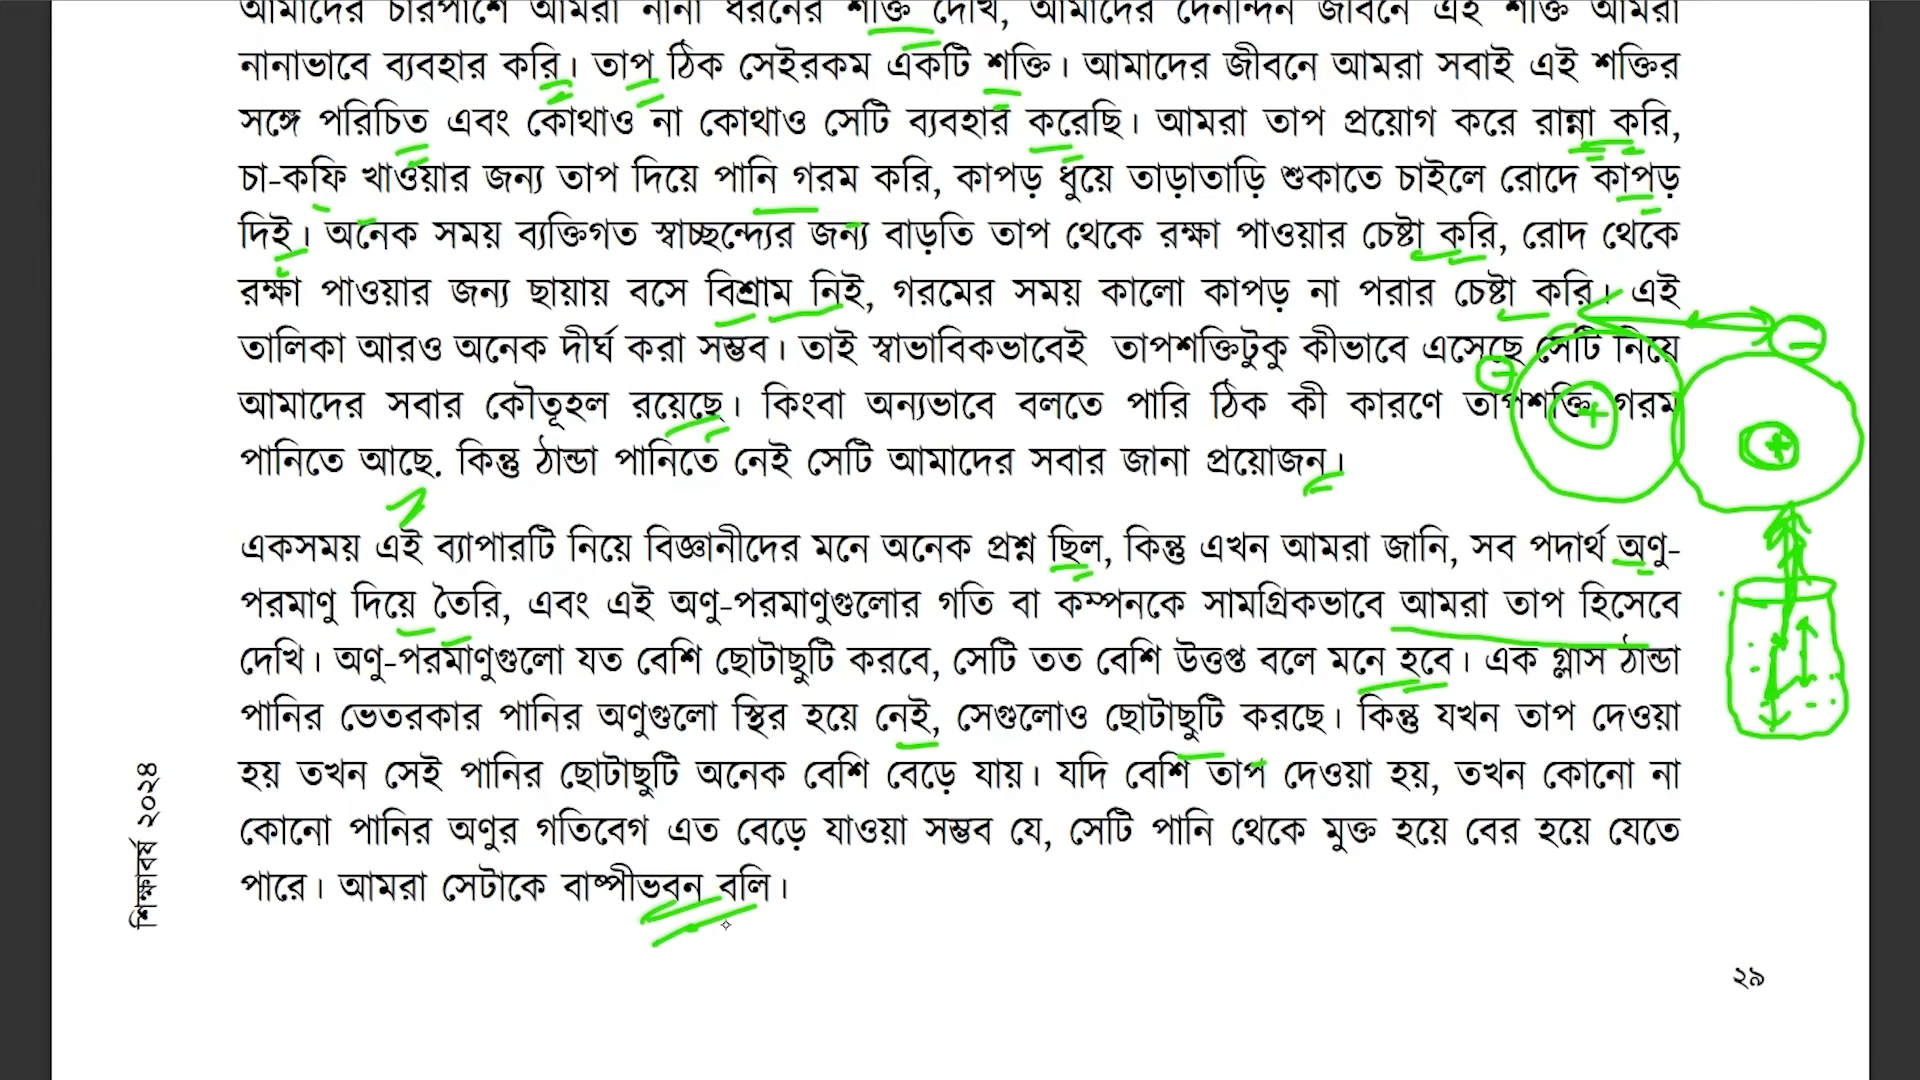 আমাদের চারপাশে আমরা নানা ধরনের শক্তি দেখি, আমাদের দৈনন্দিন জীবনে এই শক্তি আমরা
নানাভাবে ব্যবহার করি। তাপ ঠিক সেইরকম একটি শক্তি। আমাদের জীবনে আমরা সবাই এই শক্তির
সঙ্গে পরিচিত এবং কোথাও না কোথাও সেটি ব্যবহার করেছি। আমরা তাপ প্রয়োগ করে রান্না করি,
চা-কফি খাওয়ার জন্য তাপ দিয়ে পানি গরম করি, কাপড় ধুয়ে তাড়াতাড়ি শুকাতে চাইলে রোদে কাপড়
দিই। অনেক সময় ব্যক্তিগত স্বাচ্ছন্দ্যের জন্য বাড়তি তাপ থেকে রক্ষা পাওয়ার চেষ্টা করি, রোদ থেকে
রক্ষা পাওয়ার জন্য ছায়ায় বসে বিশ্রাম নিই, গরমের সময় কালো কাপড় না পরার চেষ্টা করি। এই
তালিকা আরও অনেক দীর্ঘ করা সম্ভব। তাই স্বাভাবিকভাবেই তাপশক্তিটুকু কীভাবে এসেছে সেটি নিয়ে
আমাদের সবার কৌতূহল রয়েছে। কিংবা অন্যভাবে বলতে পারি ঠিক কী কারণে তাপশক্তি গরম
পানিতে আছে. কিন্তু ঠান্ডা পানিতে নেই সেটি আমাদের সবার জানা প্রয়োজন।
একসময় এই ব্যাপারটি নিয়ে বিজ্ঞানীদের মনে অনেক প্রশ্ন ছিল, কিন্তু এখন আমরা জানি, সব পদার্থ অণু-
পরমাণু দিয়ে তৈরি, এবং এই অণু-পরমাণুগুলোর গতি বা কম্পনকে সামগ্রিকভাবে আমরা তাপ হিসেবে
দেখি। অণু-পরমাণুগুলো যত বেশি ছোটাছুটি করবে, সেটি তত বেশি উত্তপ্ত বলে মনে হবে। এক গ্লাস ঠান্ডা
পানির ভেতরকার পানির অণুগুলো স্থির হয়ে নেই, সেগুলোও ছোটাছুটি করছে। কিন্তু যখন তাপ দেওয়া
হয় তখন সেই পানির ছোটাছুটি অনেক বেশি বেড়ে যায়। যদি বেশি তাপ দেওয়া হয়, তখন কোনো না
কোনো পানির অণুর গতিবেগ এত বেড়ে যাওয়া সম্ভব যে, সেটি পানি থেকে মুক্ত হয়ে বের হয়ে যেতে
পারে। আমরা সেটাকে বাষ্পীভবন বলি।
শিক্ষাবর্ষ ২০২৪
২৯